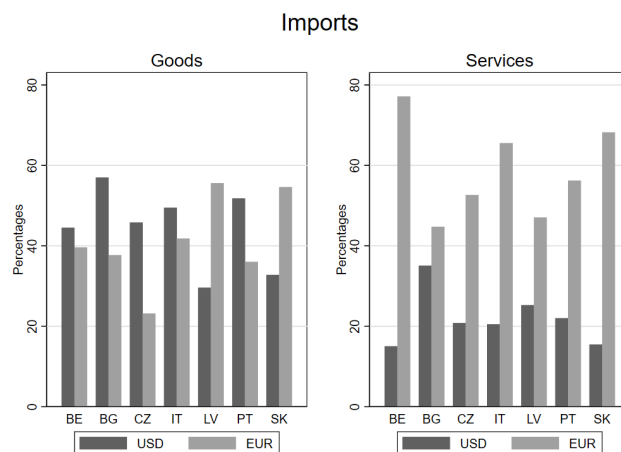 Imports
Goods
Services
Percentages
80
60
40
20
0
BE BG CZ IT LV PT SK
USD EUR
Percentages
80
60
40
20
0
BE BG CZ IT LV PT SK
USD EUR